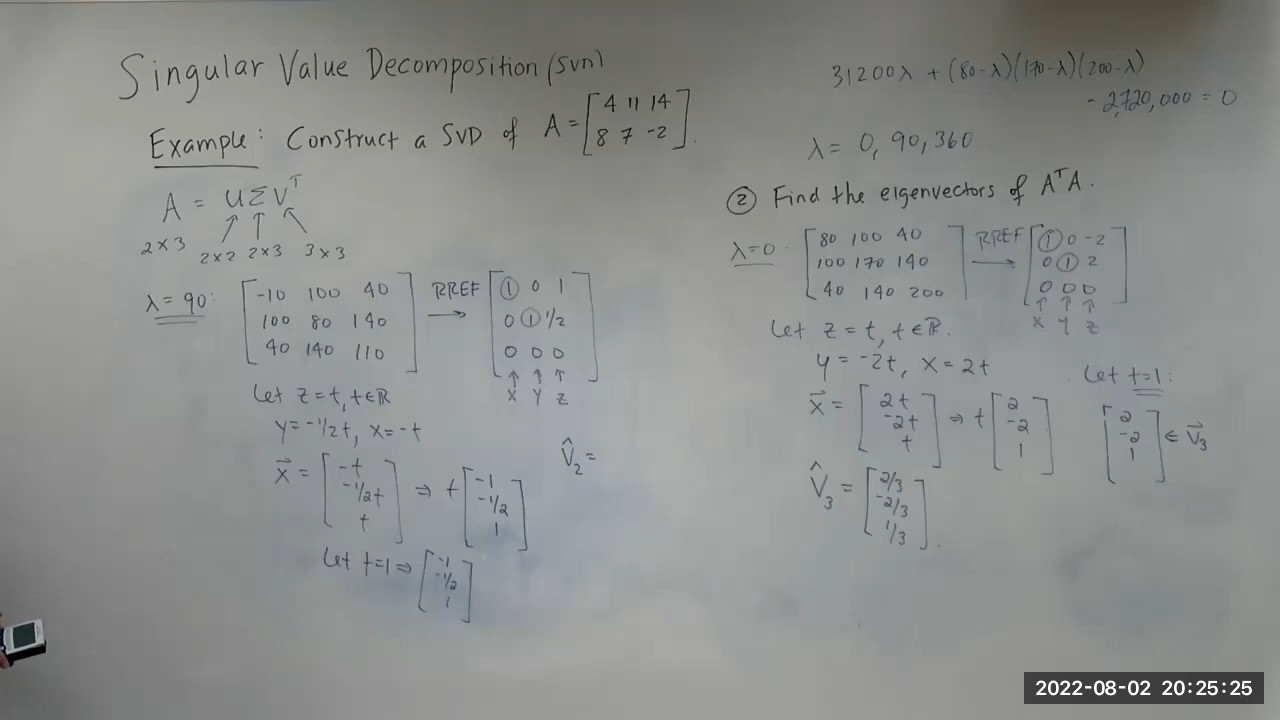 Singular Value Decomposition (SVD)
Example: Construct a SVD of A = [4 11 14
8 7 -2].
A = UΣVᵀ
2×3 2×2 2×3 3×3
λ = 90:
-10 100 40
100 80 140
40 140 110
RREF →
1 0 1
0 1 1/2
0 0 0
X Y Z
Let z = t, t∈ℝ
y = -1/2t, x = -t
x⃗ = [-t
-1/2t
t] ⇒ t [-1
-1/2
1]
Let t=1 ⇒ [-1
-1/2
1]
V̂₂ =
31200λ + (80-λ)(170-λ)(200-λ)
- 2,720,000 = 0
λ = 0, 90, 360
② Find the eigenvectors of AᵀA.
λ=0
80 100 40
100 170 140
40 140 200
RREF →
1 0 -2
0 1 2
0 0 0
X Y Z
Let z = t, t∈ℝ.
y = -2t, x = 2t
x⃗ = [2t
-2t
t] ⇒ t [2
-2
1]
Let t=1:
[2
-2
1] ∈ V⃗₃
V̂₃ = [2/3
-2/3
1/3].
2022-08-02 20:25:25